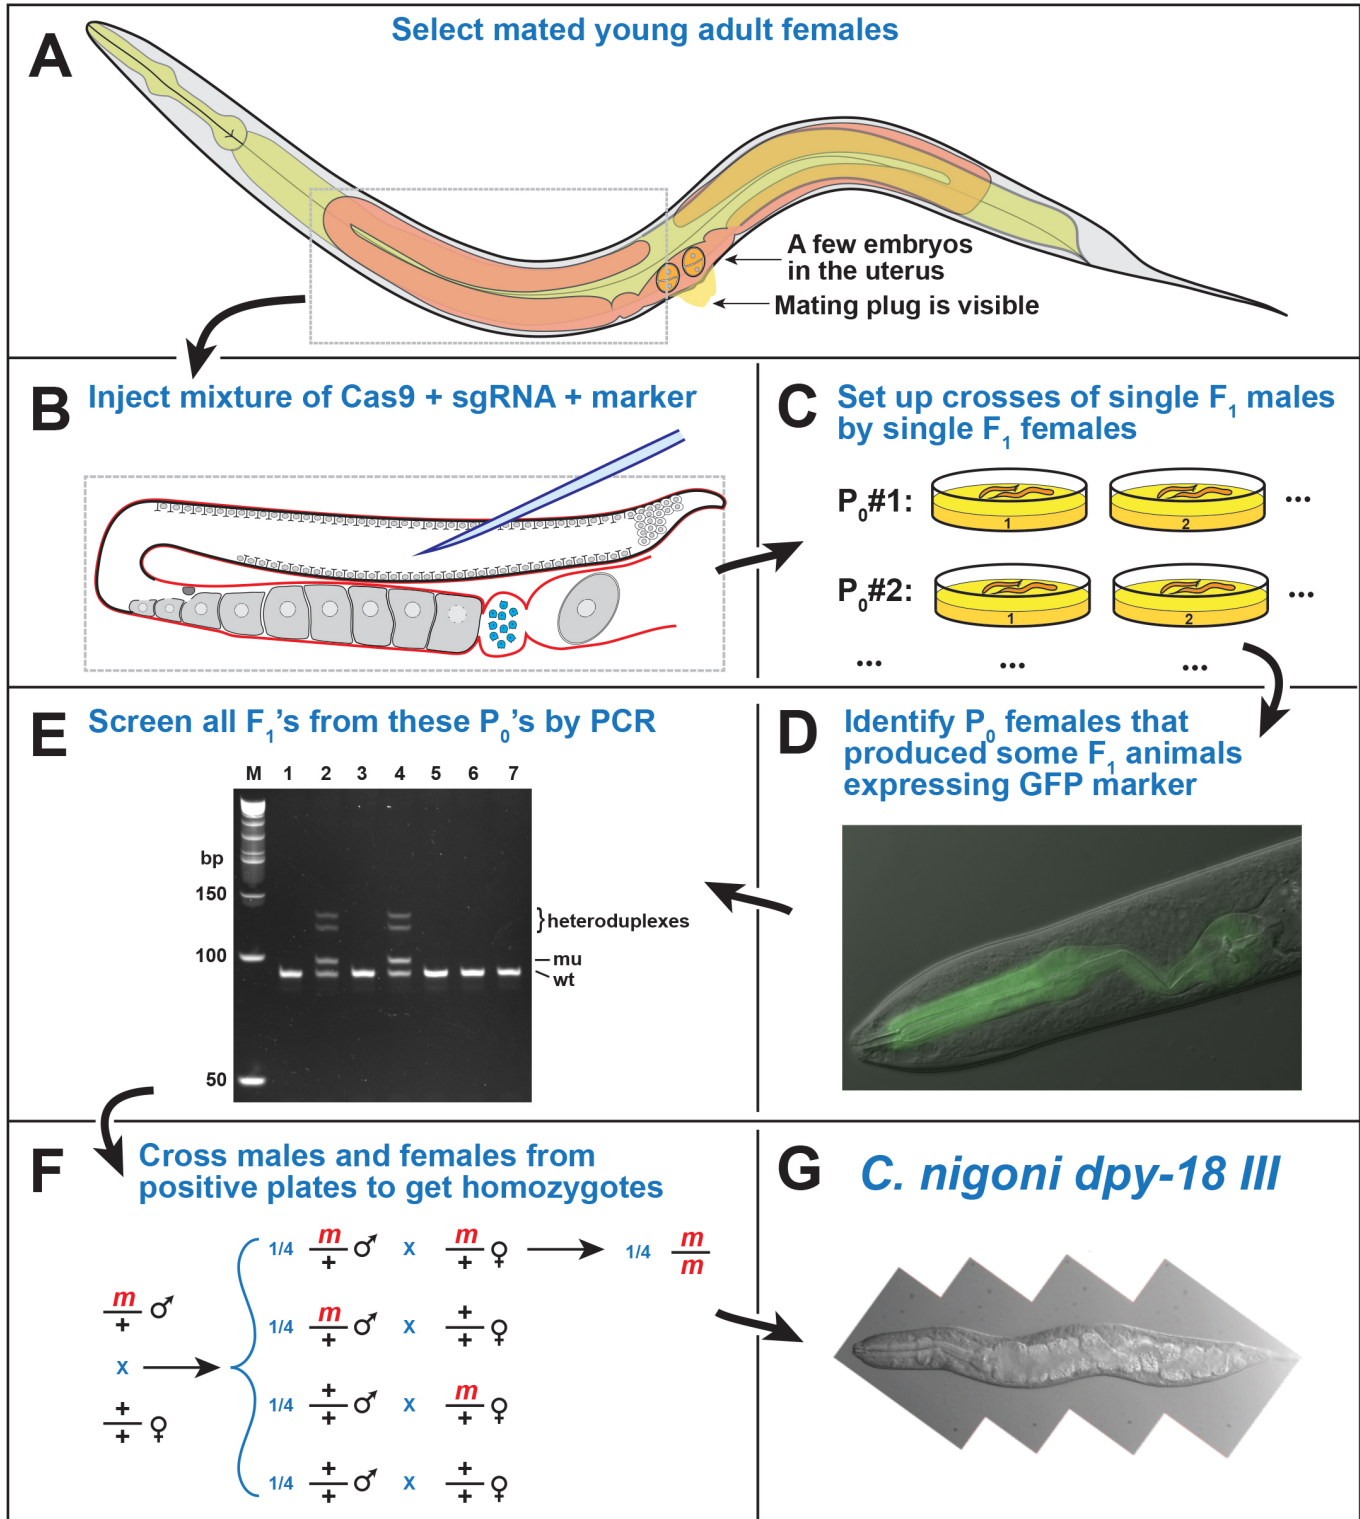 A
Select mated young adult females
A few embryos
in the uterus
Mating plug is visible
B
Inject mixture of Cas9 + sgRNA + marker
C
Set up crosses of single F1 males
by single F1 females
P0#1:
1
2
...
P0#2:
1
2
...
...
...
...
D
Identify P0 females that
produced some F1 animals
expressing GFP marker
E
Screen all F1's from these P0's by PCR
M 1 2 3 4 5 6 7
bp
150
100
50
}heteroduplexes
mu
wt
F
Cross males and females from
positive plates to get homozygotes
m
+ ♂
x
+
+ ♀
1/4 m/+ ♂ x m/+ ♀ 1/4 m/m
1/4 m/+ ♂ x +/+ ♀
1/4 +/+ ♂ x m/+ ♀
1/4 +/+ ♂ x +/+ ♀
G
C. nigoni dpy-18 III